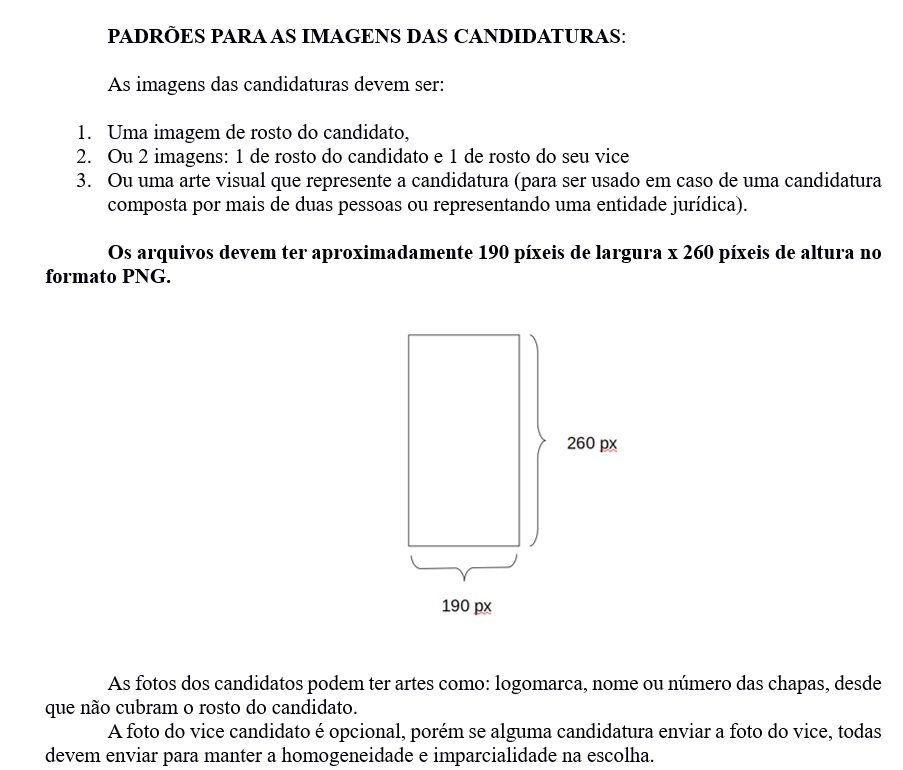 PADRÕES PARA AS IMAGENS DAS CANDIDATURAS:
As imagens das candidaturas devem ser:
1. Uma imagem de rosto do candidato,
2. Ou 2 imagens: 1 de rosto do candidato e 1 de rosto do seu vice
3. Ou uma arte visual que represente a candidatura (para ser usado em caso de uma candidatura
composta por mais de duas pessoas ou representando uma entidade jurídica).
Os arquivos devem ter aproximadamente 190 píxeis de largura x 260 píxeis de altura no
formato PNG.
260 px
190 px
As fotos dos candidatos podem ter artes como: logomarca, nome ou número das chapas, desde
que não cubram o rosto do candidato.
A foto do vice candidato é opcional, porém se alguma candidatura enviar a foto do vice, todas
devem enviar para manter a homogeneidade e imparcialidade na escolha.